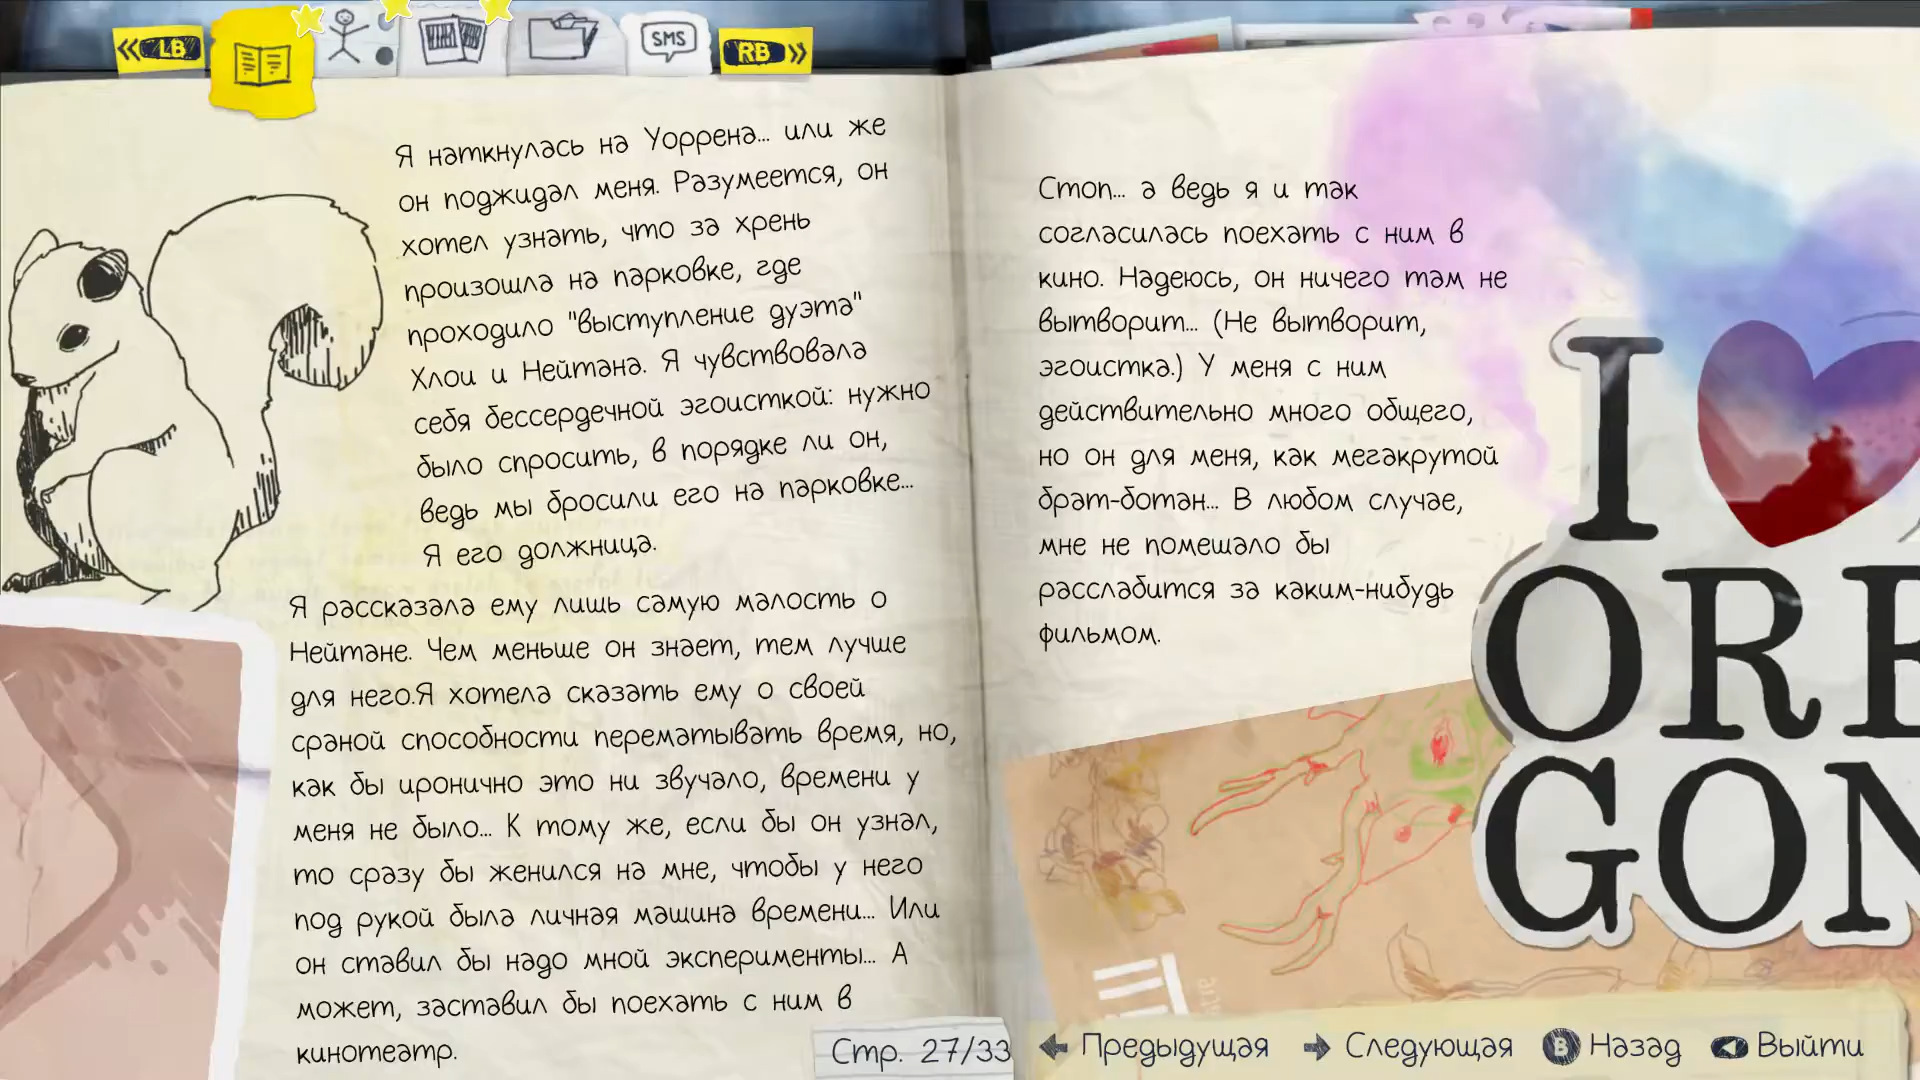 LB
SMS
RB
Я наткнулась на Уоррена... или же
он поджидал меня. Разумеется, он
хотел узнать, что за хрень
произошла на парковке, где
проходило "выступление дуэта"
Хлои и Нейтана. Я чувствовала
себя бессердечной эгоисткой: нужно
было спросить, в порядке ли он,
ведь мы бросили его на парковке...
Я его должница.
Я рассказала ему лишь самую малость о
Нейтане. Чем меньше он знает, тем лучше
для него.Я хотела сказать ему о своей
сраной способности перематывать время, но,
как бы иронично это ни звучало, времени у
меня не было... К тому же, если бы он узнал,
то сразу бы женился на мне, чтобы у него
под рукой была личная машина времени... Или
он ставил бы надо мной эксперименты... А
может, заставил бы поехать с ним в
кинотеатр.
Стоп... а ведь я и так
согласилась поехать с ним в
кино. Надеюсь, он ничего там не
вытворит... (Не вытворит,
эгоистка.) У меня с ним
действительно много общего,
но он для меня, как мегакрутой
брат-ботан... В любом случае,
мне не помешало бы
расслабится за каким-нибудь
фильмом.
I
ORE
GON
Стр. 27/33
Предыдущая
Следующая
B Назад
Выйти